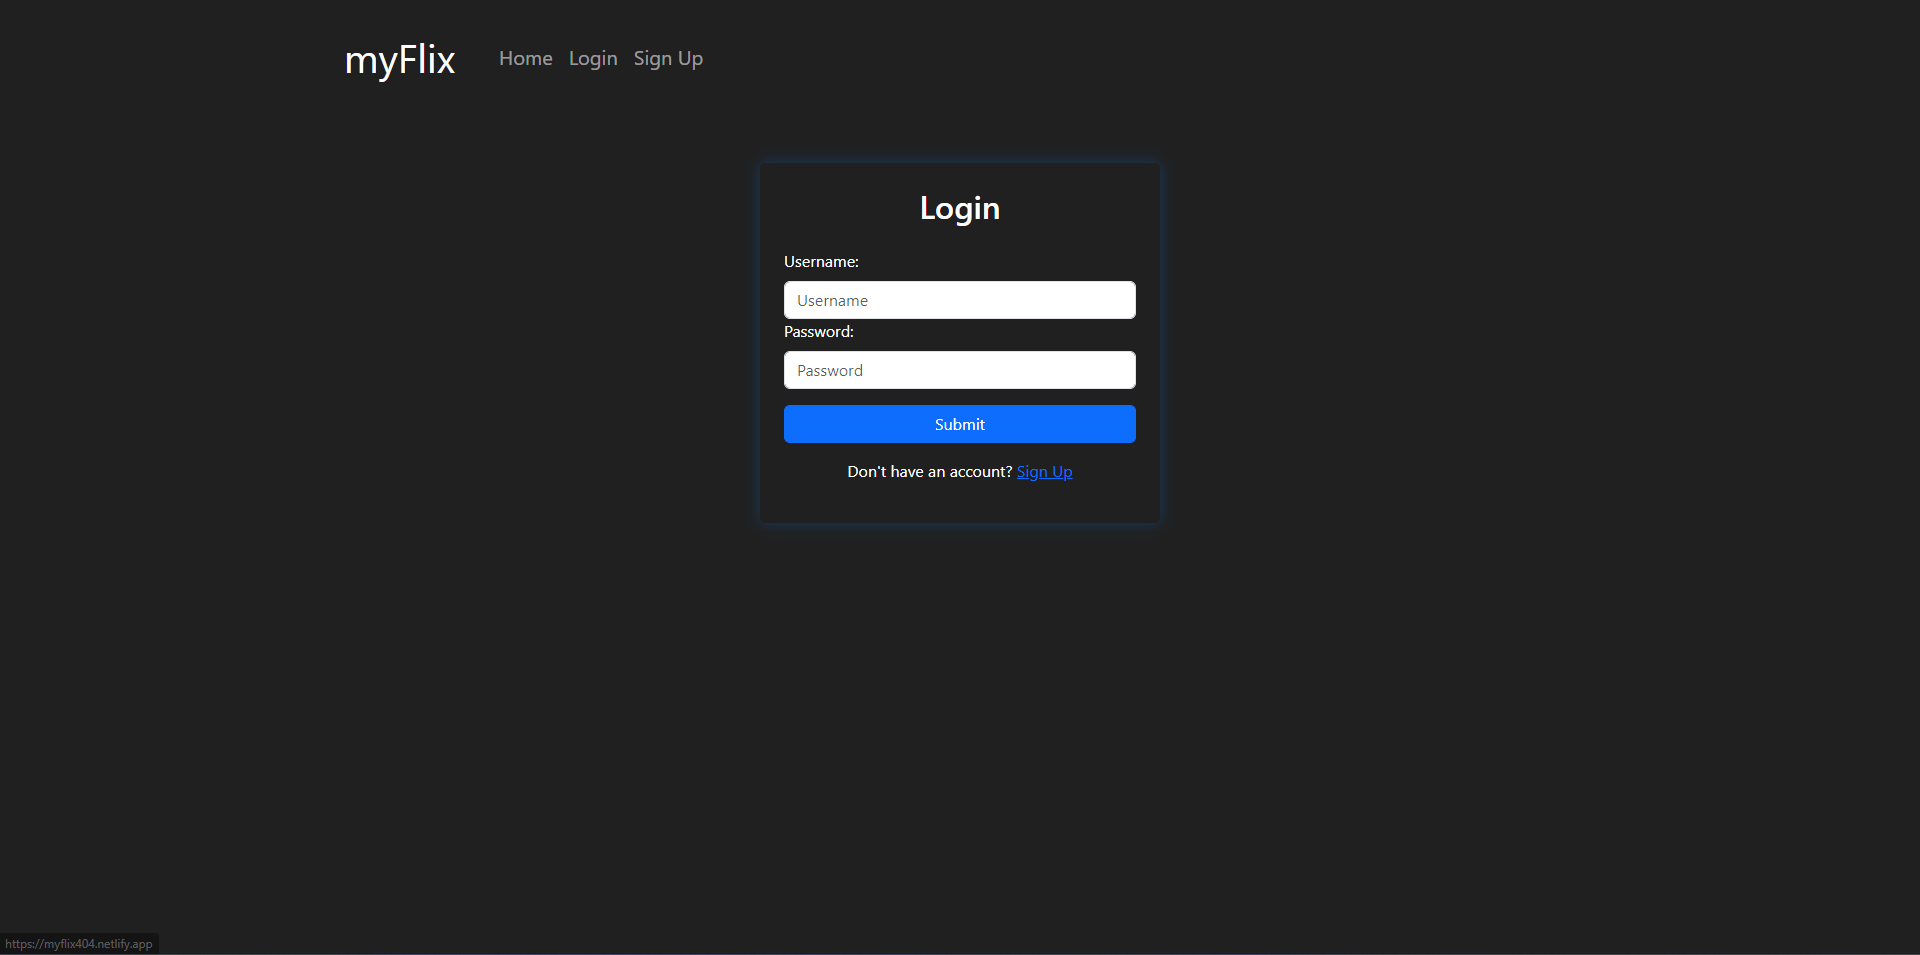 myFlix Home Login Sign Up
Login
Username:
Username
Password:
Password
Submit
Don't have an account? Sign Up
https://myflix404.netlify.app